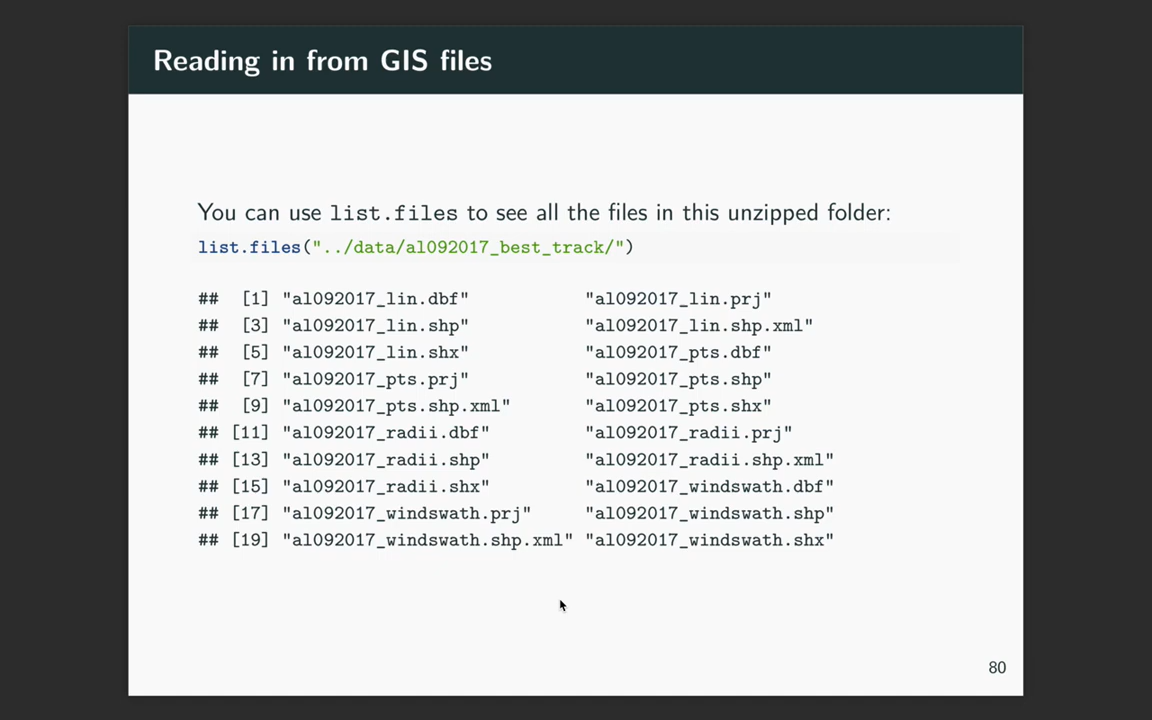 Reading in from GIS files
You can use list.files to see all the files in this unzipped folder:
list.files("../data/al092017_best_track/")
##  [1] "al092017_lin.dbf"           "al092017_lin.prj"
##  [3] "al092017_lin.shp"           "al092017_lin.shp.xml"
##  [5] "al092017_lin.shx"           "al092017_pts.dbf"
##  [7] "al092017_pts.prj"           "al092017_pts.shp"
##  [9] "al092017_pts.shp.xml"       "al092017_pts.shx"
## [11] "al092017_radii.dbf"         "al092017_radii.prj"
## [13] "al092017_radii.shp"         "al092017_radii.shp.xml"
## [15] "al092017_radii.shx"         "al092017_windswath.dbf"
## [17] "al092017_windswath.prj"     "al092017_windswath.shp"
## [19] "al092017_windswath.shp.xml" "al092017_windswath.shx"
80